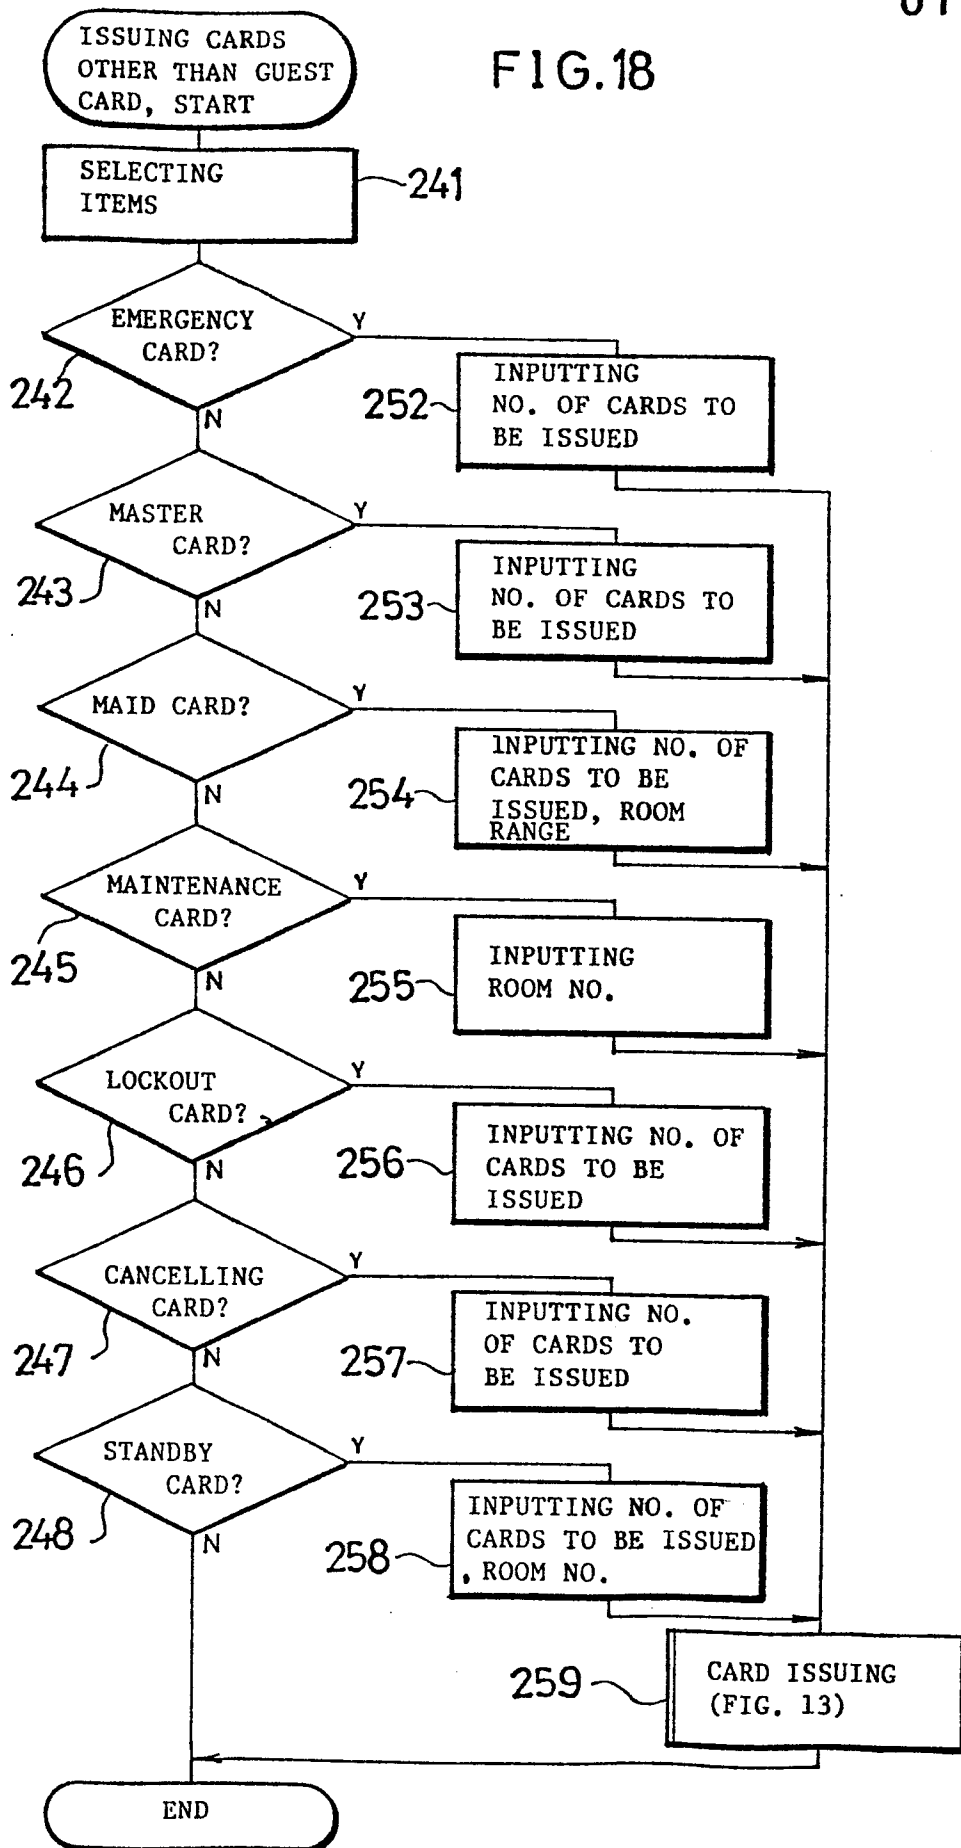 FIG.18
ISSUING CARDS
OTHER THAN GUEST
CARD, START
SELECTING
ITEMS
241
EMERGENCY
CARD?
Y
242
N
INPUTTING
NO. OF CARDS TO
BE ISSUED
252
MASTER
CARD?
Y
243
N
INPUTTING
NO. OF CARDS TO
BE ISSUED
253
MAID CARD?
Y
244
N
INPUTTING NO. OF
CARDS TO BE
ISSUED, ROOM
RANGE
254
MAINTENANCE
CARD?
Y
245
N
INPUTTING
ROOM NO.
255
LOCKOUT
CARD?
Y
246
N
INPUTTING NO. OF
CARDS TO BE
ISSUED
256
CANCELLING
CARD?
Y
247
N
INPUTTING NO.
OF CARDS TO
BE ISSUED
257
STANDBY
CARD?
Y
248
N
INPUTTING NO. OF
CARDS TO BE ISSUED
, ROOM NO.
258
CARD ISSUING
(FIG. 13)
259
END